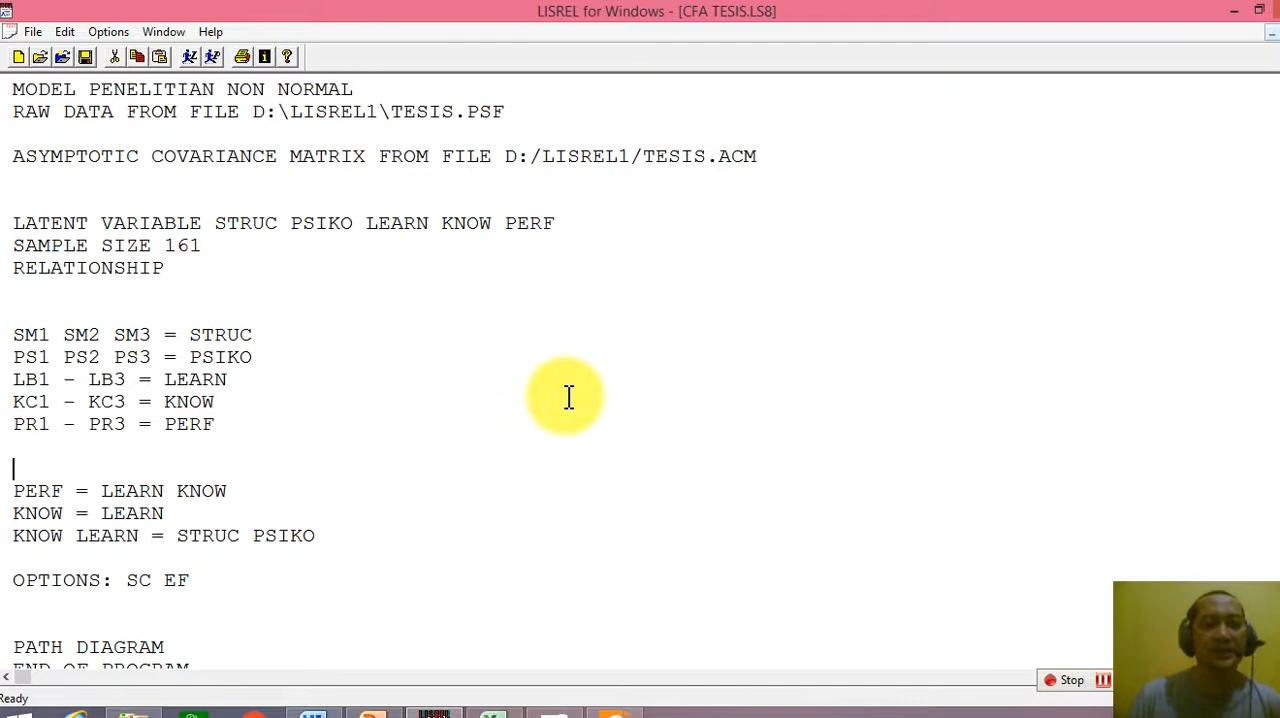 LISREL for Windows - [CFA TESIS.LS8]
File Edit Options Window Help
MODEL PENELITIAN NON NORMAL
RAW DATA FROM FILE D:\LISREL1\TESIS.PSF
ASYMPTOTIC COVARIANCE MATRIX FROM FILE D:/LISREL1/TESIS.ACM
LATENT VARIABLE STRUC PSIKO LEARN KNOW PERF
SAMPLE SIZE 161
RELATIONSHIP
SM1 SM2 SM3 = STRUC
PS1 PS2 PS3 = PSIKO
LB1 - LB3 = LEARN
KC1 - KC3 = KNOW
PR1 - PR3 = PERF
PERF = LEARN KNOW
KNOW = LEARN
KNOW LEARN = STRUC PSIKO
OPTIONS: SC EF
PATH DIAGRAM
END OF PROGRAM
Stop
Ready